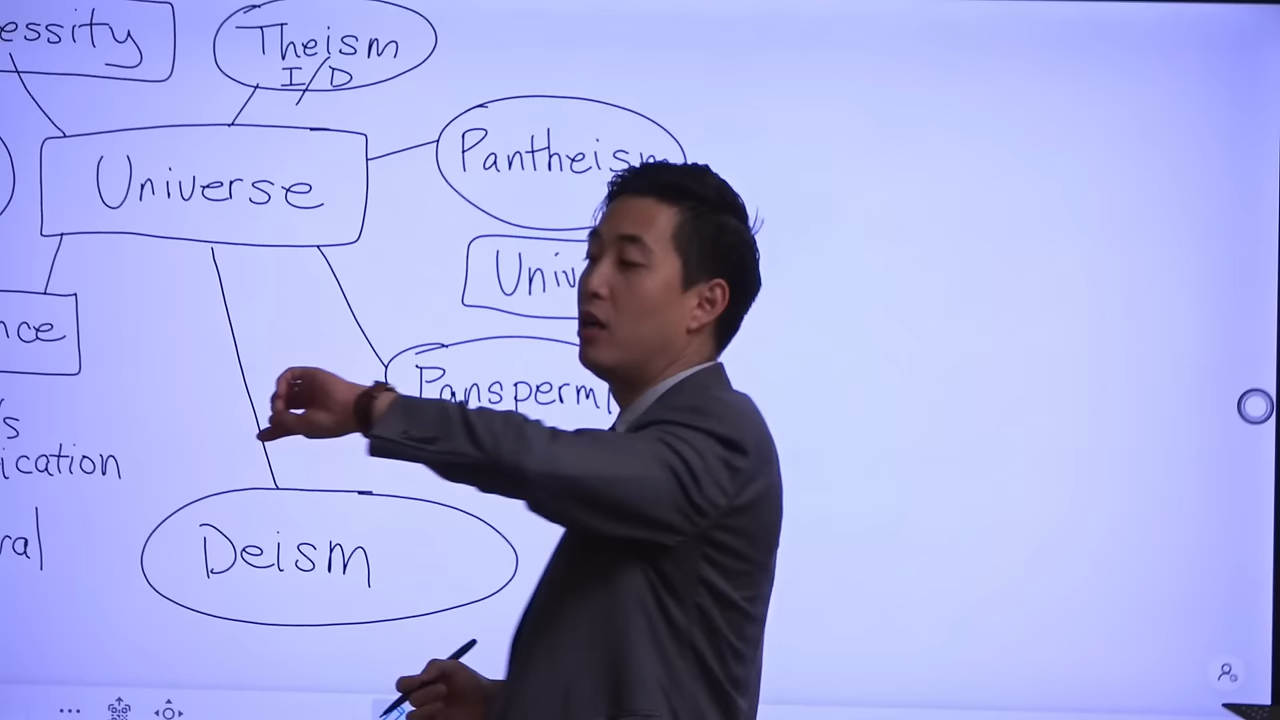 essity
Theism
I/D
Universe
Pantheism
Univ
nce
Panspermi
's
ication
ral
Deism